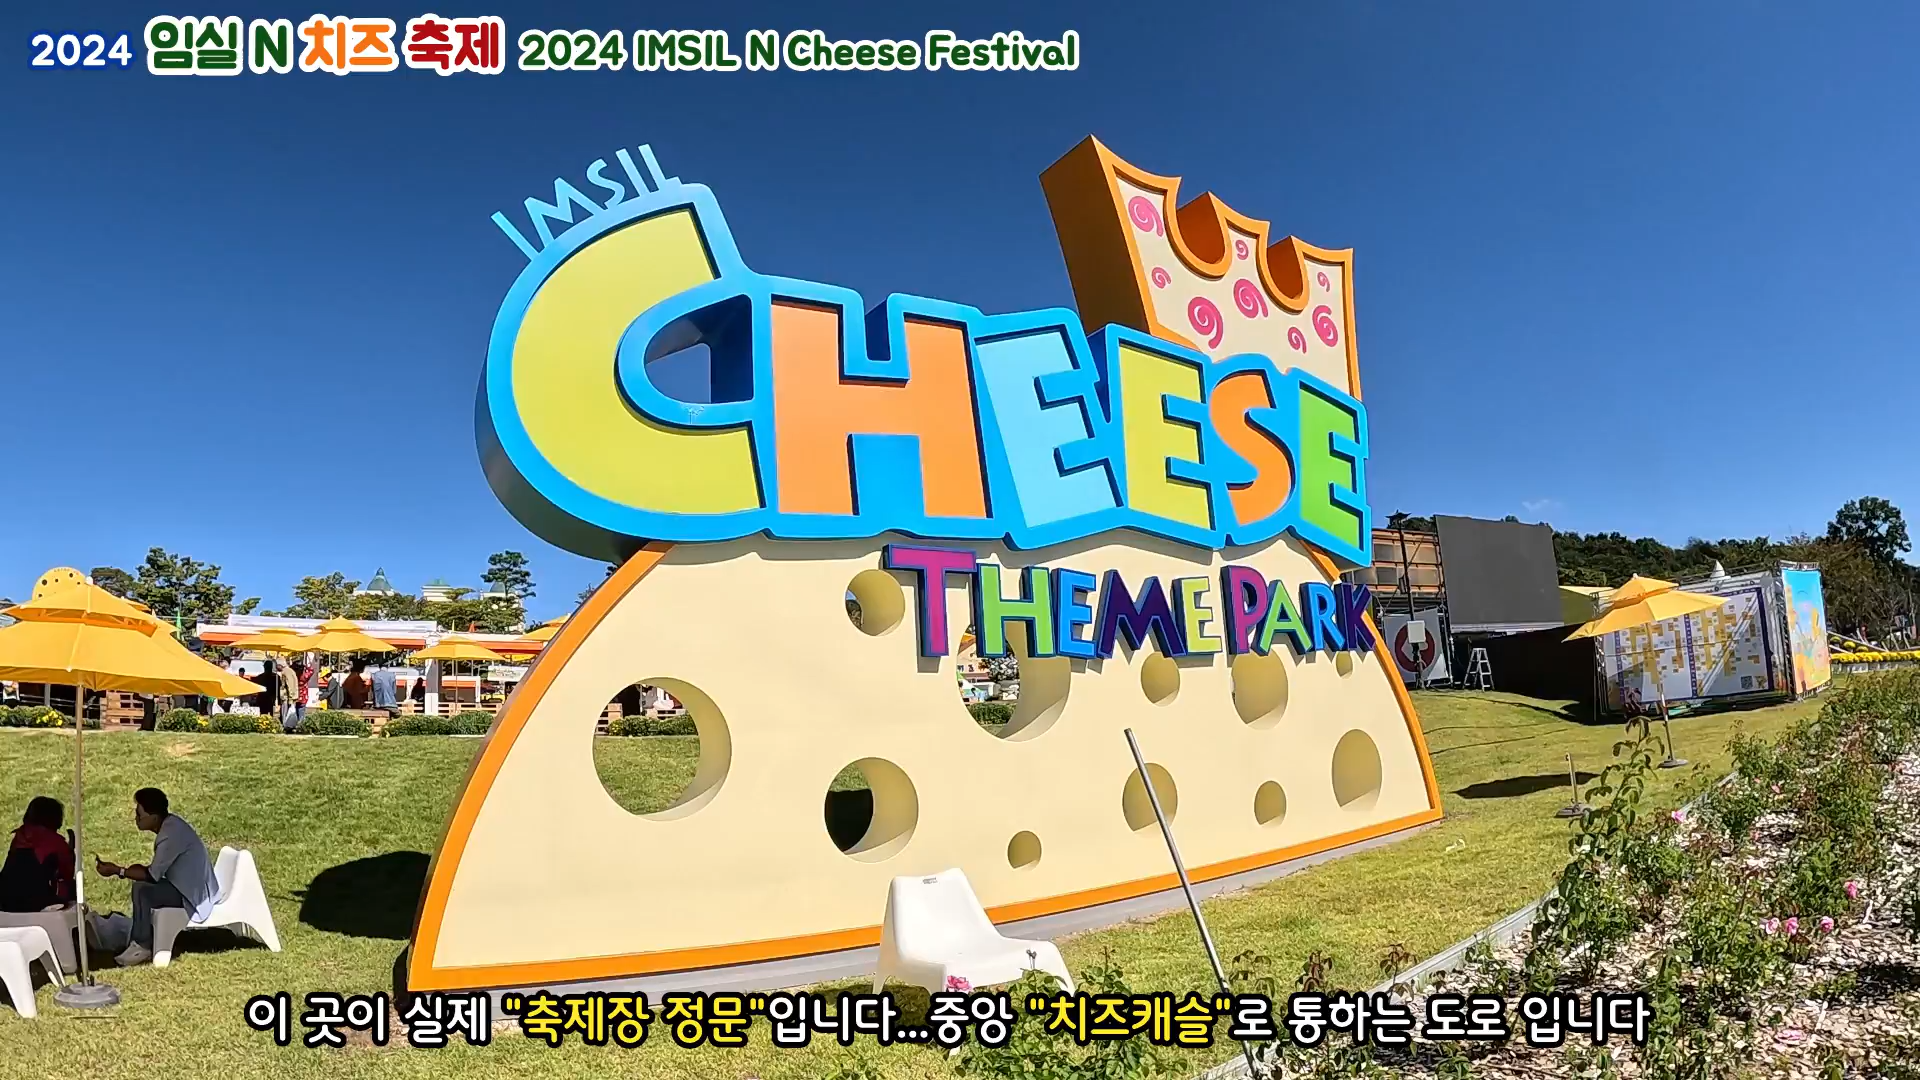 2024 임실 N 치즈 축제 2024 IMSIL N Cheese Festival
IMSIL
CHEESE
THEME PARK
이 곳이 실제 "축제장 정문"입니다...중앙 "치즈캐슬"로 통하는 도로 입니다